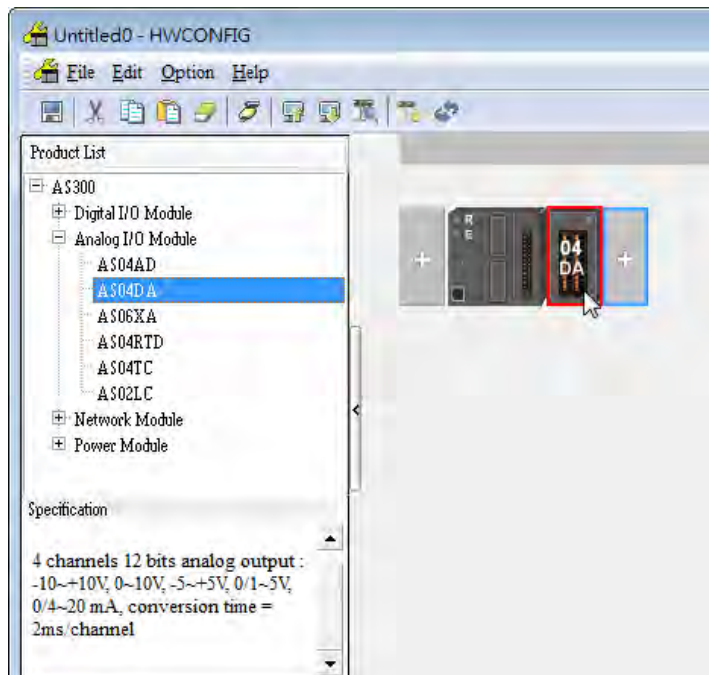 Untitled0 - HWCONFIG
File Edit Option Help
Product List
AS300
Digital I/O Module
Analog I/O Module
AS04AD
AS04DA
AS06XA
AS04RTD
AS04TC
AS02LC
Network Module
Power Module
R
E
04
DA
Specification
4 channels 12 bits analog output :
-10~+10V, 0~10V, -5~+5V, 0/1~5V,
0/4~20 mA, conversion time =
2ms/channel